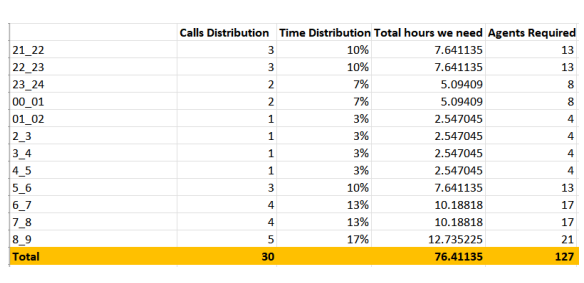 Calls Distribution Time Distribution Total hours we need Agents Required
21_22 3 10% 7.641135 13
22_23 3 10% 7.641135 13
23_24 2 7% 5.09409 8
00_01 2 7% 5.09409 8
01_02 1 3% 2.547045 4
2_3 1 3% 2.547045 4
3_4 1 3% 2.547045 4
4_5 1 3% 2.547045 4
5_6 3 10% 7.641135 13
6_7 4 13% 10.18818 17
7_8 4 13% 10.18818 17
8_9 5 17% 12.735225 21
Total 30 76.41135 127